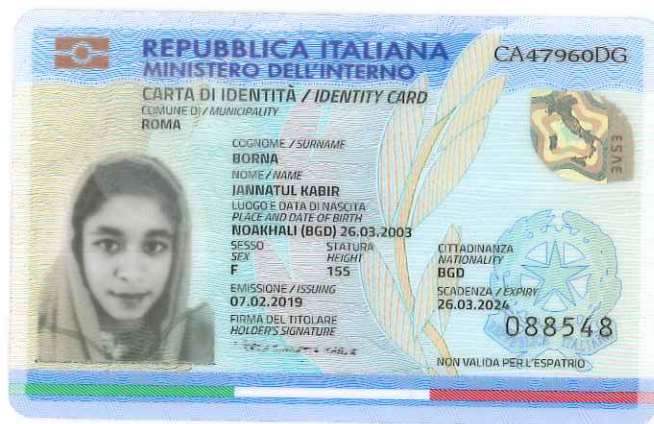 REPUBBLICA ITALIANA
MINISTERO DELL'INTERNO
CA47960DG
CARTA DI IDENTITÀ / IDENTITY CARD
COMUNE DI / MUNICIPALITY
ROMA
COGNOME / SURNAME
BORNA
NOME / NAME
JANNATUL KABIR
LUOGO E DATA DI NASCITA
PLACE AND DATE OF BIRTH
NOAKHALI (BGD) 26.03.2003
SESSO STATURA CITTADINANZA
SEX HEIGHT NATIONALITY
F 155 BGD
EMISSIONE / ISSUING SCADENZA / EXPIRY
07.02.2019 26.03.2024
FIRMA DEL TITOLARE
HOLDER'S SIGNATURE
088548
NON VALIDA PER L'ESPATRIO